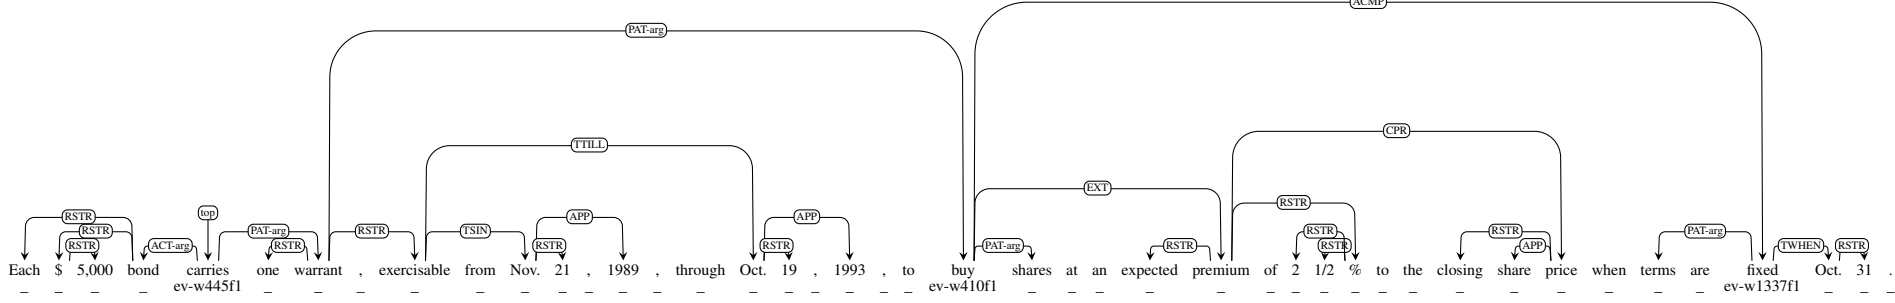 ACMP
PAT-arg
CPR
TTILL
EXT
RSTR
top
RSTR APP APP
RSTR PAT-arg RSTR TSIN RSTR RSTR PAT-arg
RSTR ACT-arg RSTR RSTR RSTR PAT-arg RSTR RSTR APP TWHEN RSTR
Each $ 5,000 bond carries one warrant , exercisable from Nov. 21 , 1989 , through Oct. 19 , 1993 , to buy shares at an expected premium of 2 1/2 % to the closing share price when terms are fixed Oct. 31 .
_ _ _ _ ev-w445f1 _ _ _ _ _ _ _ _ _ _ _ _ _ _ _ _ _ ev-w410f1 _ _ _ _ _ _ _ _ _ _ _ _ _ _ _ _ _ ev-w1337f1 _ _ _